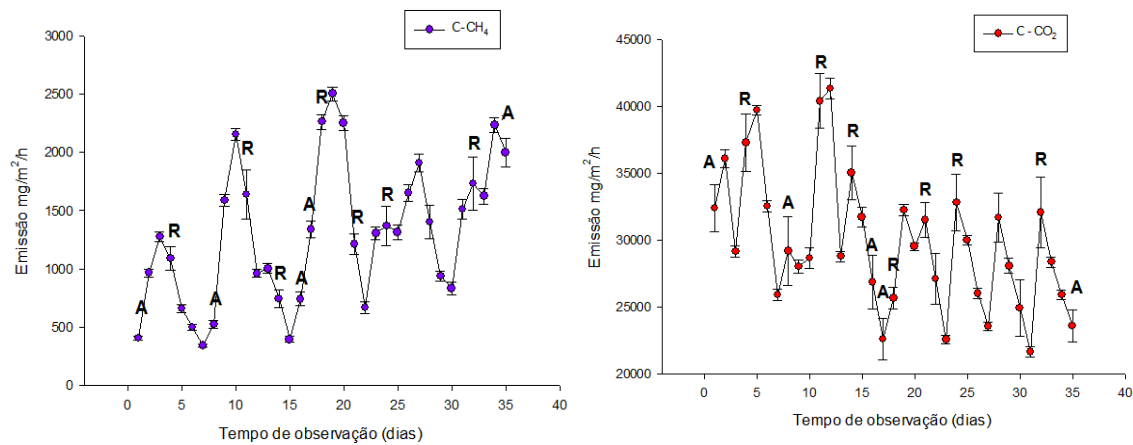 C-CH₄
3000
2500
2000
1500
1000
500
0
Emissão mg/m²/h
A
R
A
R
R
A
A
R
R
R
R
A
0 5 10 15 20 25 30 35 40
Tempo de observação (dias)
C - CO₂
45000
40000
35000
30000
25000
20000
Emissão mg/m²/h
A
R
A
R
R
A
A
R
R
R
R
A
0 5 10 15 20 25 30 35 40
Tempo de observação (dias)